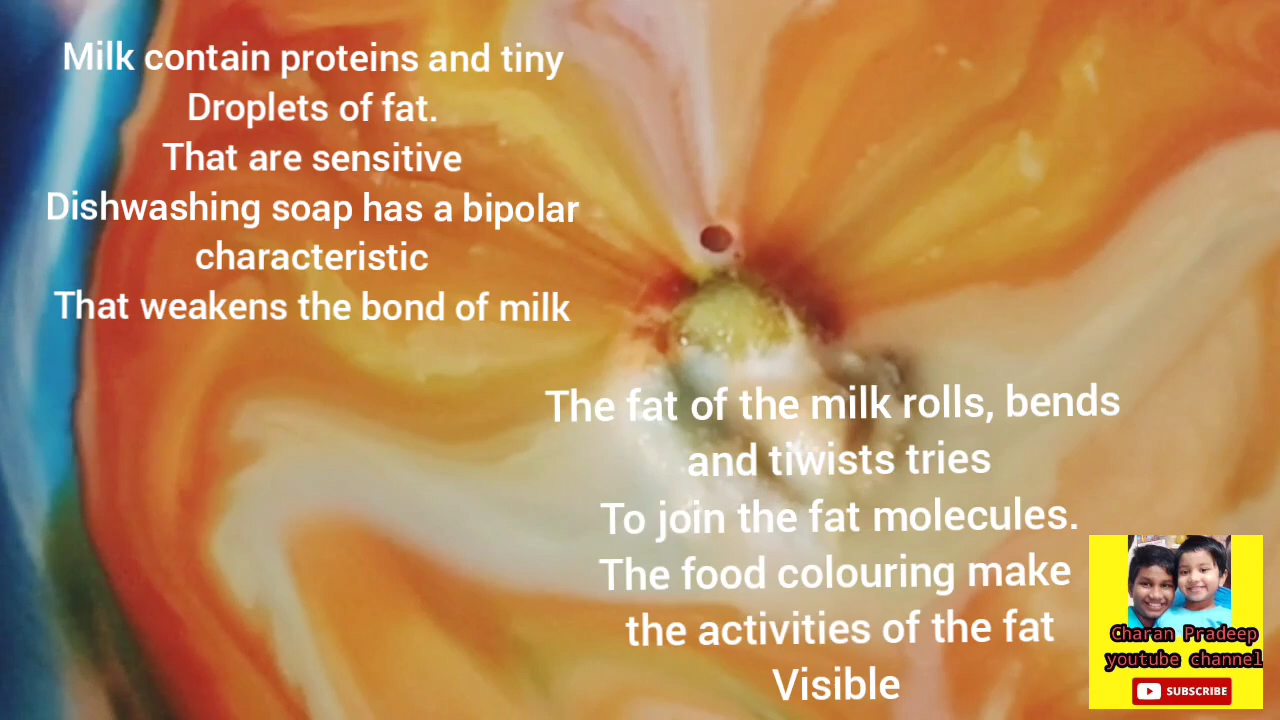 Milk contain proteins and tiny
Droplets of fat.
That are sensitive
Dishwashing soap has a bipolar
characteristic
That weakens the bond of milk
The fat of the milk rolls, bends
and tiwists tries
To join the fat molecules.
The food colouring make
the activities of the fat
Visible
Charan Pradeep
youtube channel
SUBSCRIBE